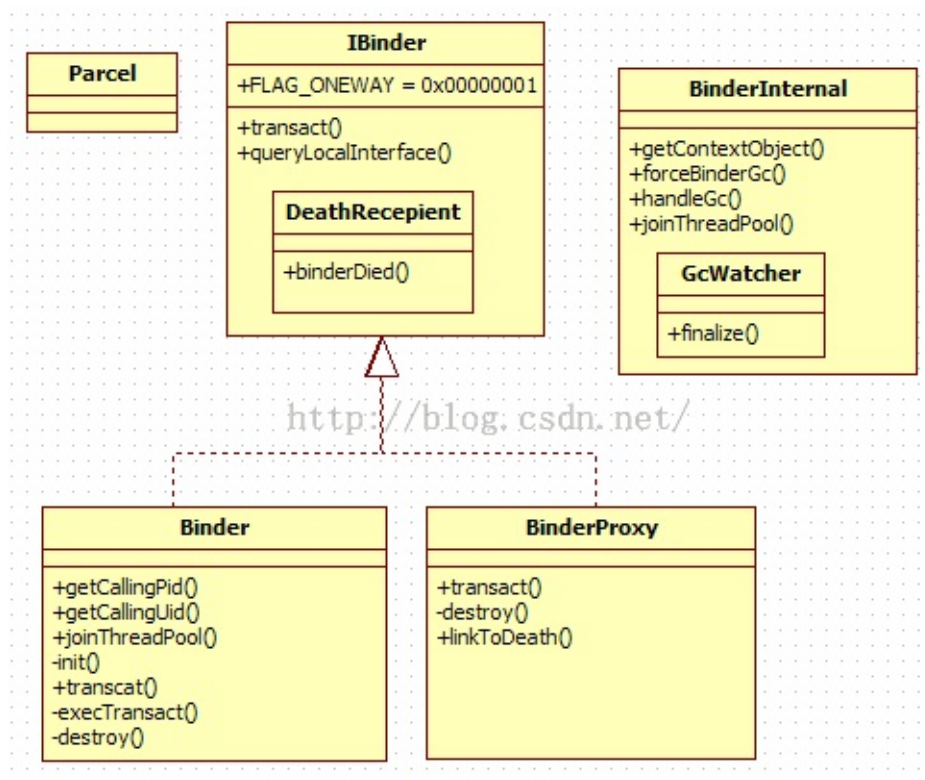 Parcel
IBinder
+FLAG_ONEWAY = 0x00000001
+transact()
+queryLocalInterface()
DeathRecepient
+binderDied()
BinderInternal
+getContextObject()
+forceBinderGc()
+handleGc()
+joinThreadPool()
GcWatcher
+finalize()
http://blog.csdn.net/
Binder
+getCallingPid()
+getCallingUid()
+joinThreadPool()
-init()
+transcat()
-execTransact()
-destroy()
BinderProxy
+transact()
-destroy()
+linkToDeath()